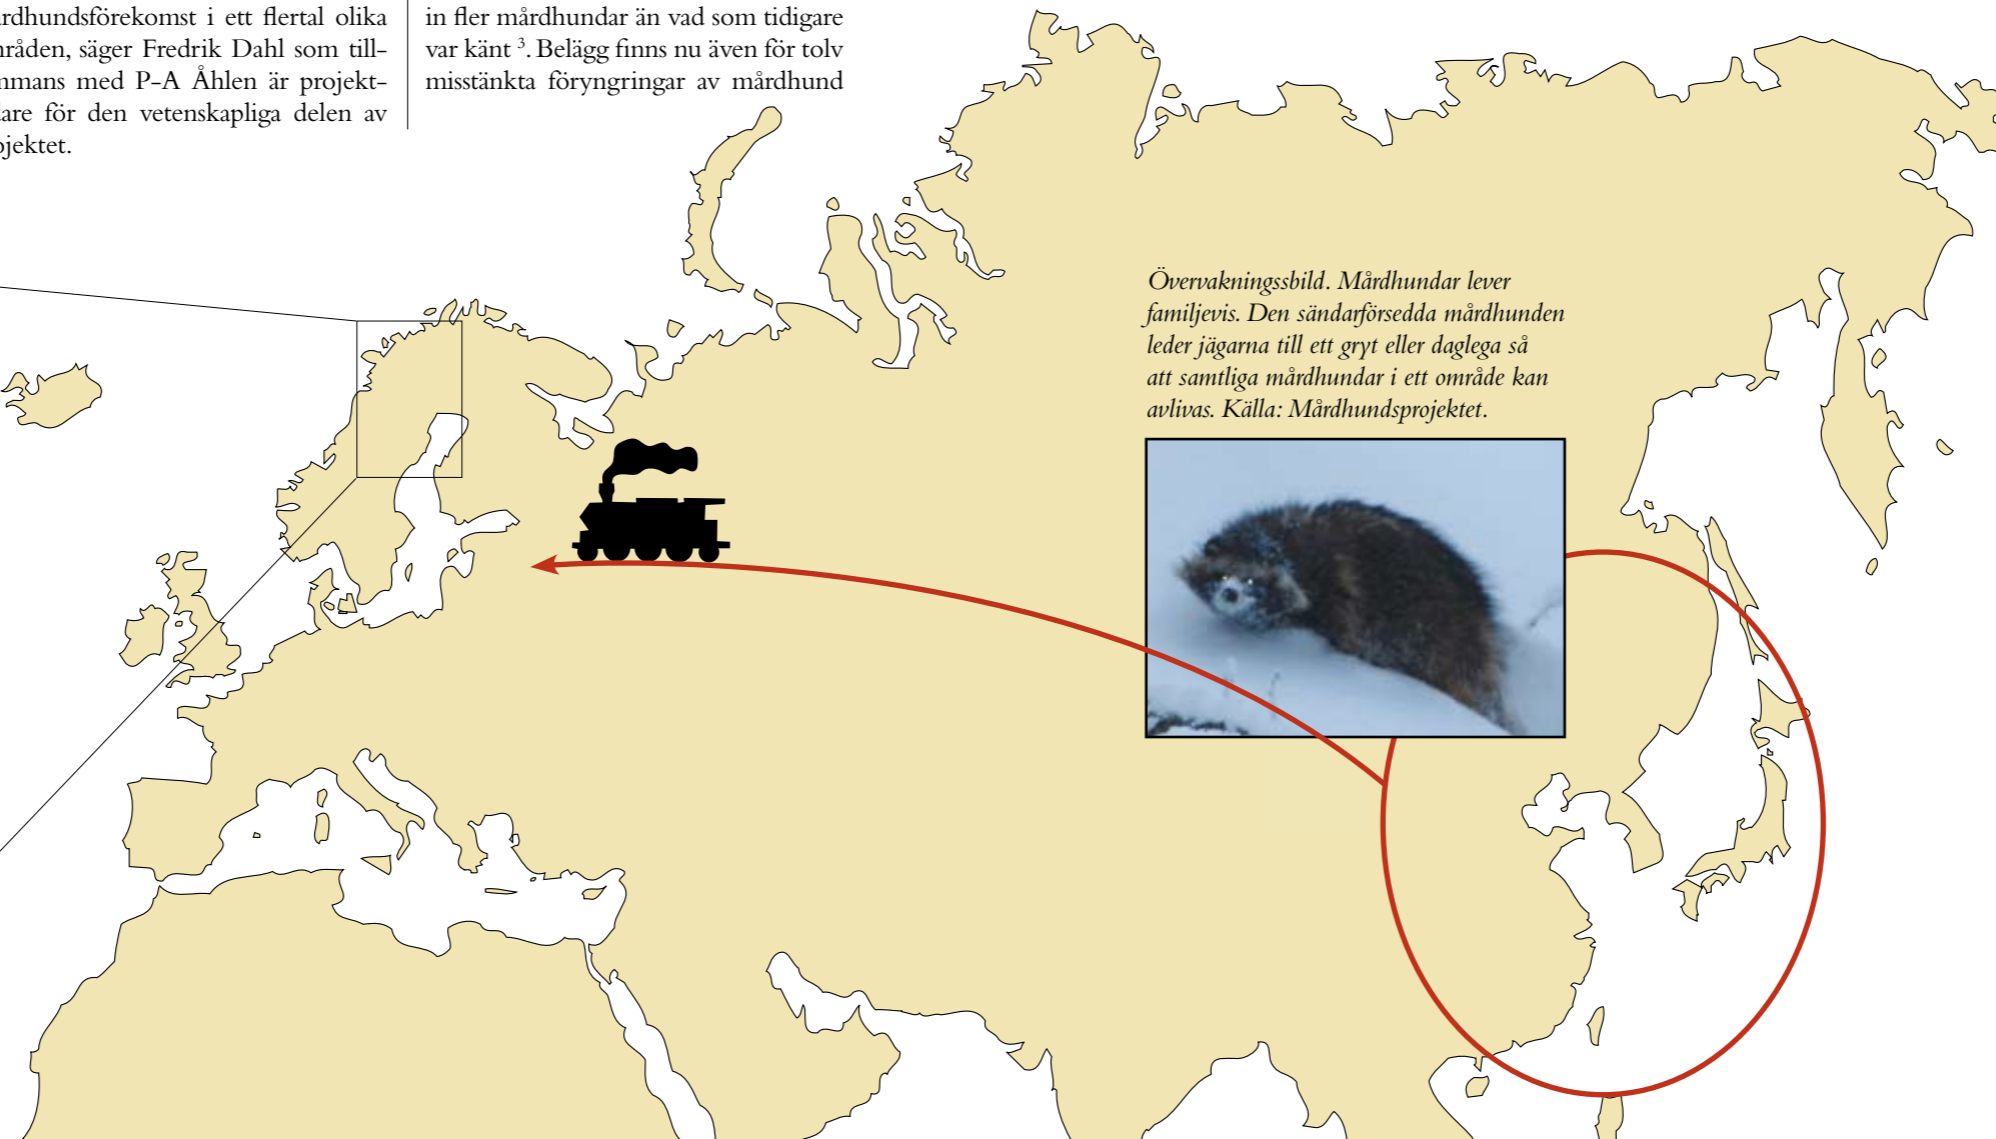 rdhundsförekomst i ett flertal olika
nråden, säger Fredrik Dahl som till-
mmans med P-A Åhlen är projekt-
lare för den vetenskapliga delen av
ojektet.
in fler mårdhundar än vad som tidigare
var känt ³. Belägg finns nu även för tolv
misstänkta föryngringar av mårdhund
Övervakningssbild. Mårdhundar lever
familjevis. Den sändarförsedda mårdhunden
leder jägarna till ett gryt eller daglega så
att samtliga mårdhundar i ett område kan
avlivas. Källa: Mårdhundsprojektet.